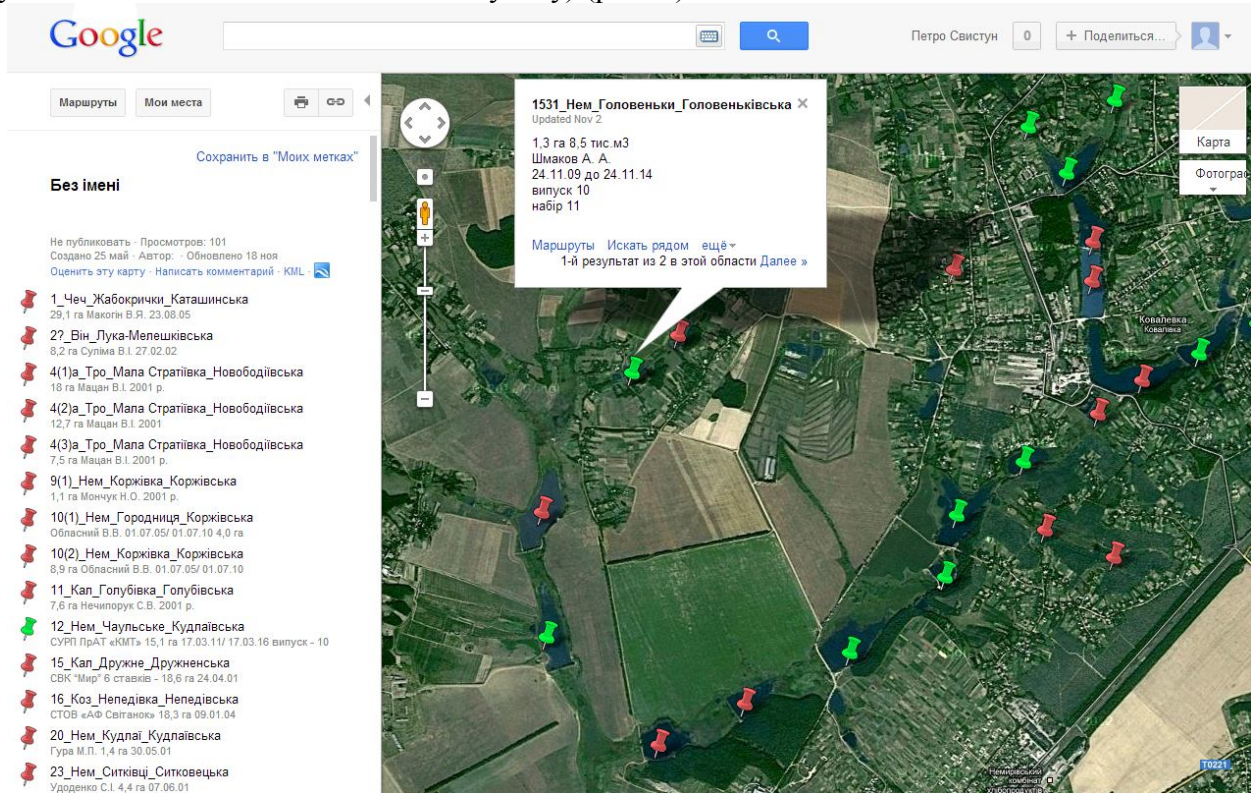 Google
Петро Свистун 0 + Поделиться...
Маршруты Мои места
Сохранить в "Моих метках"
Без імені
Не публиковать · Просмотров: 101
Создано 25 май · Автор: · Обновлено 18 ноя
Оценить эту карту · Написать комментарий · KML ·
1_Чеч_Жабокрички_Каташинська
29,1 га Макогін В.Я. 23.08.05
2?_Він_Лука-Мелешківська
8,2 га Суліма В.І. 27.02.02
4(1)а_Тро_Мала Стратіївка_Новободіївська
18 га Мацан В.І. 2001 р.
4(2)а_Тро_Мала Стратіївка_Новободіївська
12,7 га Мацан В.І. 2001
4(3)а_Тро_Мала Стратіївка_Новободіївська
7,5 га Мацан В.І. 2001 р.
9(1)_Нем_Коржівка_Коржівська
1,1 га Мончук Н.О. 2001 р.
10(1)_Нем_Городниця_Коржівська
Обласний В.В. 01.07.05/ 01.07.10 4,0 га
10(2)_Нем_Коржівка_Коржівська
8,9 га Обласний В.В. 01.07.05/ 01.07.10
11_Кал_Голубівка_Голубівська
7,6 га Нечипорук С.В. 2001 р.
12_Нем_Чаульське_Кудлаївська
СУРП ПрАТ «КМТ» 15,1 га 17.03.11/ 17.03.16 випуск - 10
15_Кал_Дружне_Дружненська
СВК "Мир" 6 ставків - 18,6 га 24.04.01
16_Коз_Непедівка_Непедівська
СТОВ «АФ Світанок» 18,3 га 09.01.04
20_Нем_Кудлаї_Кудлаївська
Гура М.П. 1,4 га 30.05.01
23_Нем_Ситківці_Ситковецька
Удоденко С.І. 4,4 га 07.06.01
1531_Нем_Головеньки_Головеньківська
Updated Nov 2
1,3 га 8,5 тис.м3
Шмаков А. А.
24.11.09 до 24.11.14
випуск 10
набір 11
Маршруты Искать рядом ещё
1-й результат из 2 в этой области Далее »
Карта
Фотограф
Ковалевка
Ковалівка
Немирівський
комбінат
хлібопродуктів
Т0221